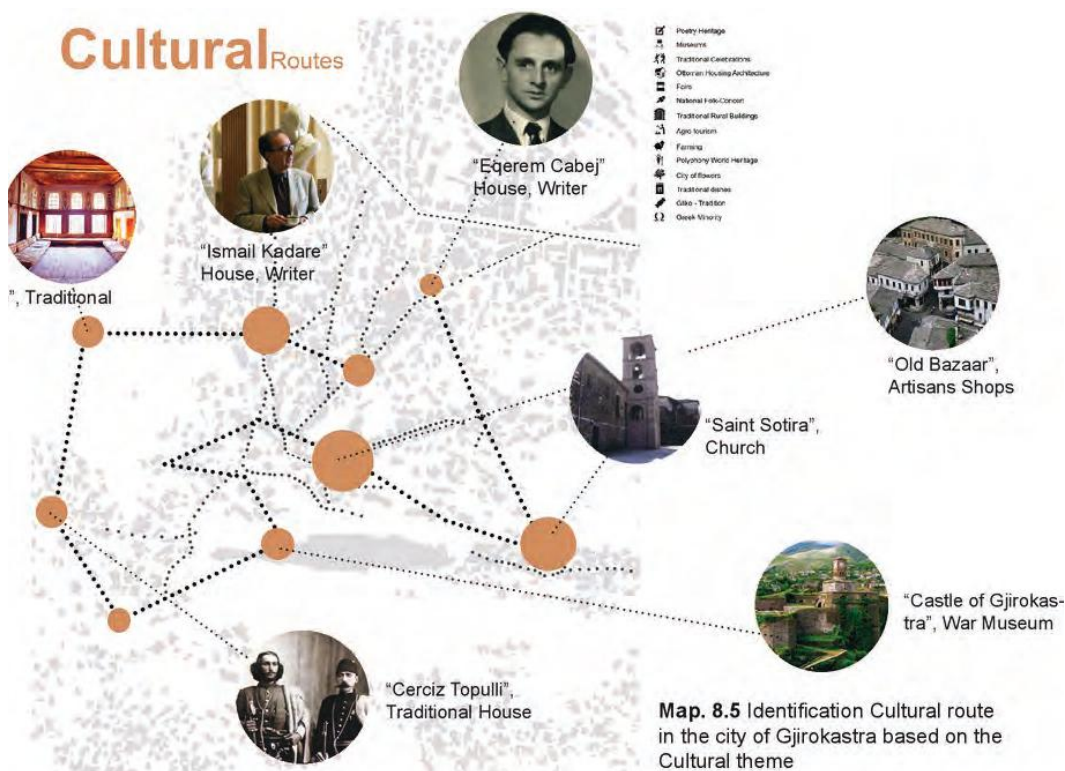 Cultural Routes
Poetry Heritage
Museums
Traditional Celebrations
Ottoman Housing Architecture
Fairs
National Folk-Concert
Traditional Rural Buildings
Agro tourism
Farming
Polyphony World Heritage
City of flowers
Traditional dishes
Gliko - Tradition
Greek Minority
"Eqerem Cabej"
House, Writer
"Ismail Kadare"
House, Writer
", Traditional
"Old Bazaar",
Artisans Shops
"Saint Sotira",
Church
"Castle of Gjirokas-
tra", War Museum
"Cerciz Topulli",
Traditional House
Map. 8.5 Identification Cultural route
in the city of Gjirokastra based on the
Cultural theme